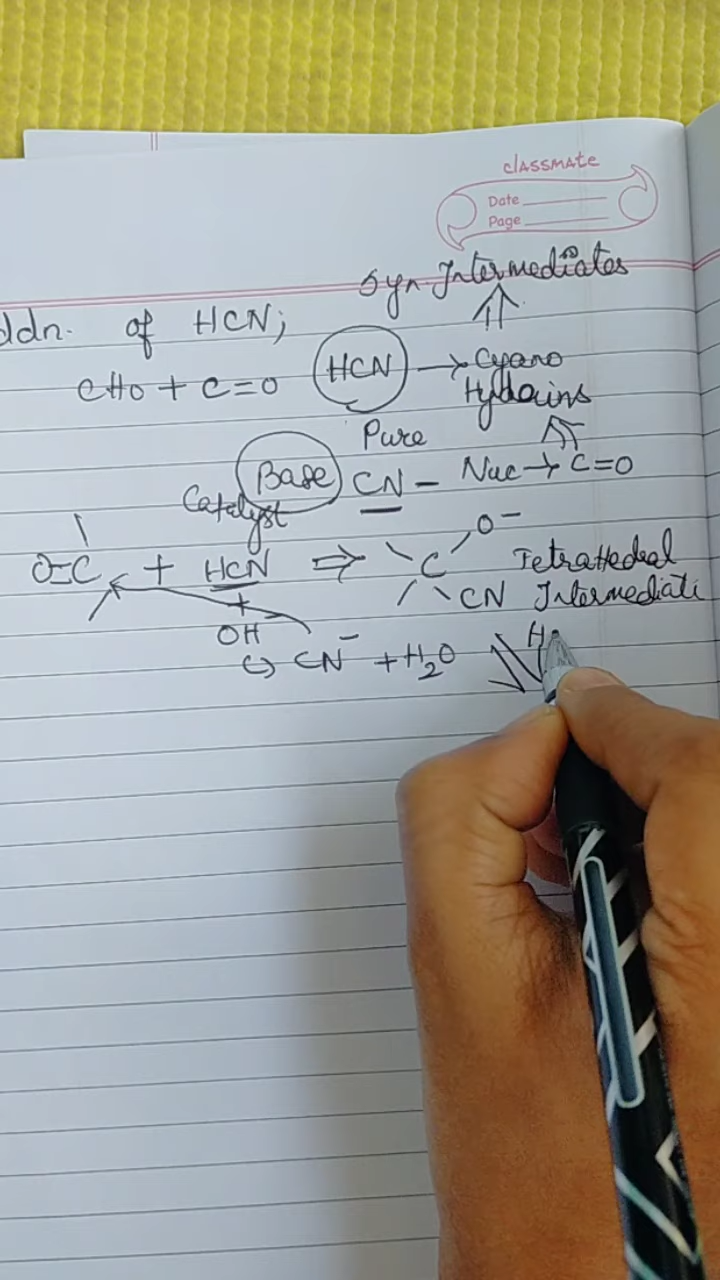 classmate
Date
Page
Syn. Intermediates
ddn. of HCN;
CHO + C=O HCN → Cyano
Hydrins
Pure
Base CN - Nuc → C=O
Catalyst
O=C + HCN ⇒ C O⁻ CN Tetrahedral
Intermediati
+
OH⁻
↪ CN⁻ + H₂O H